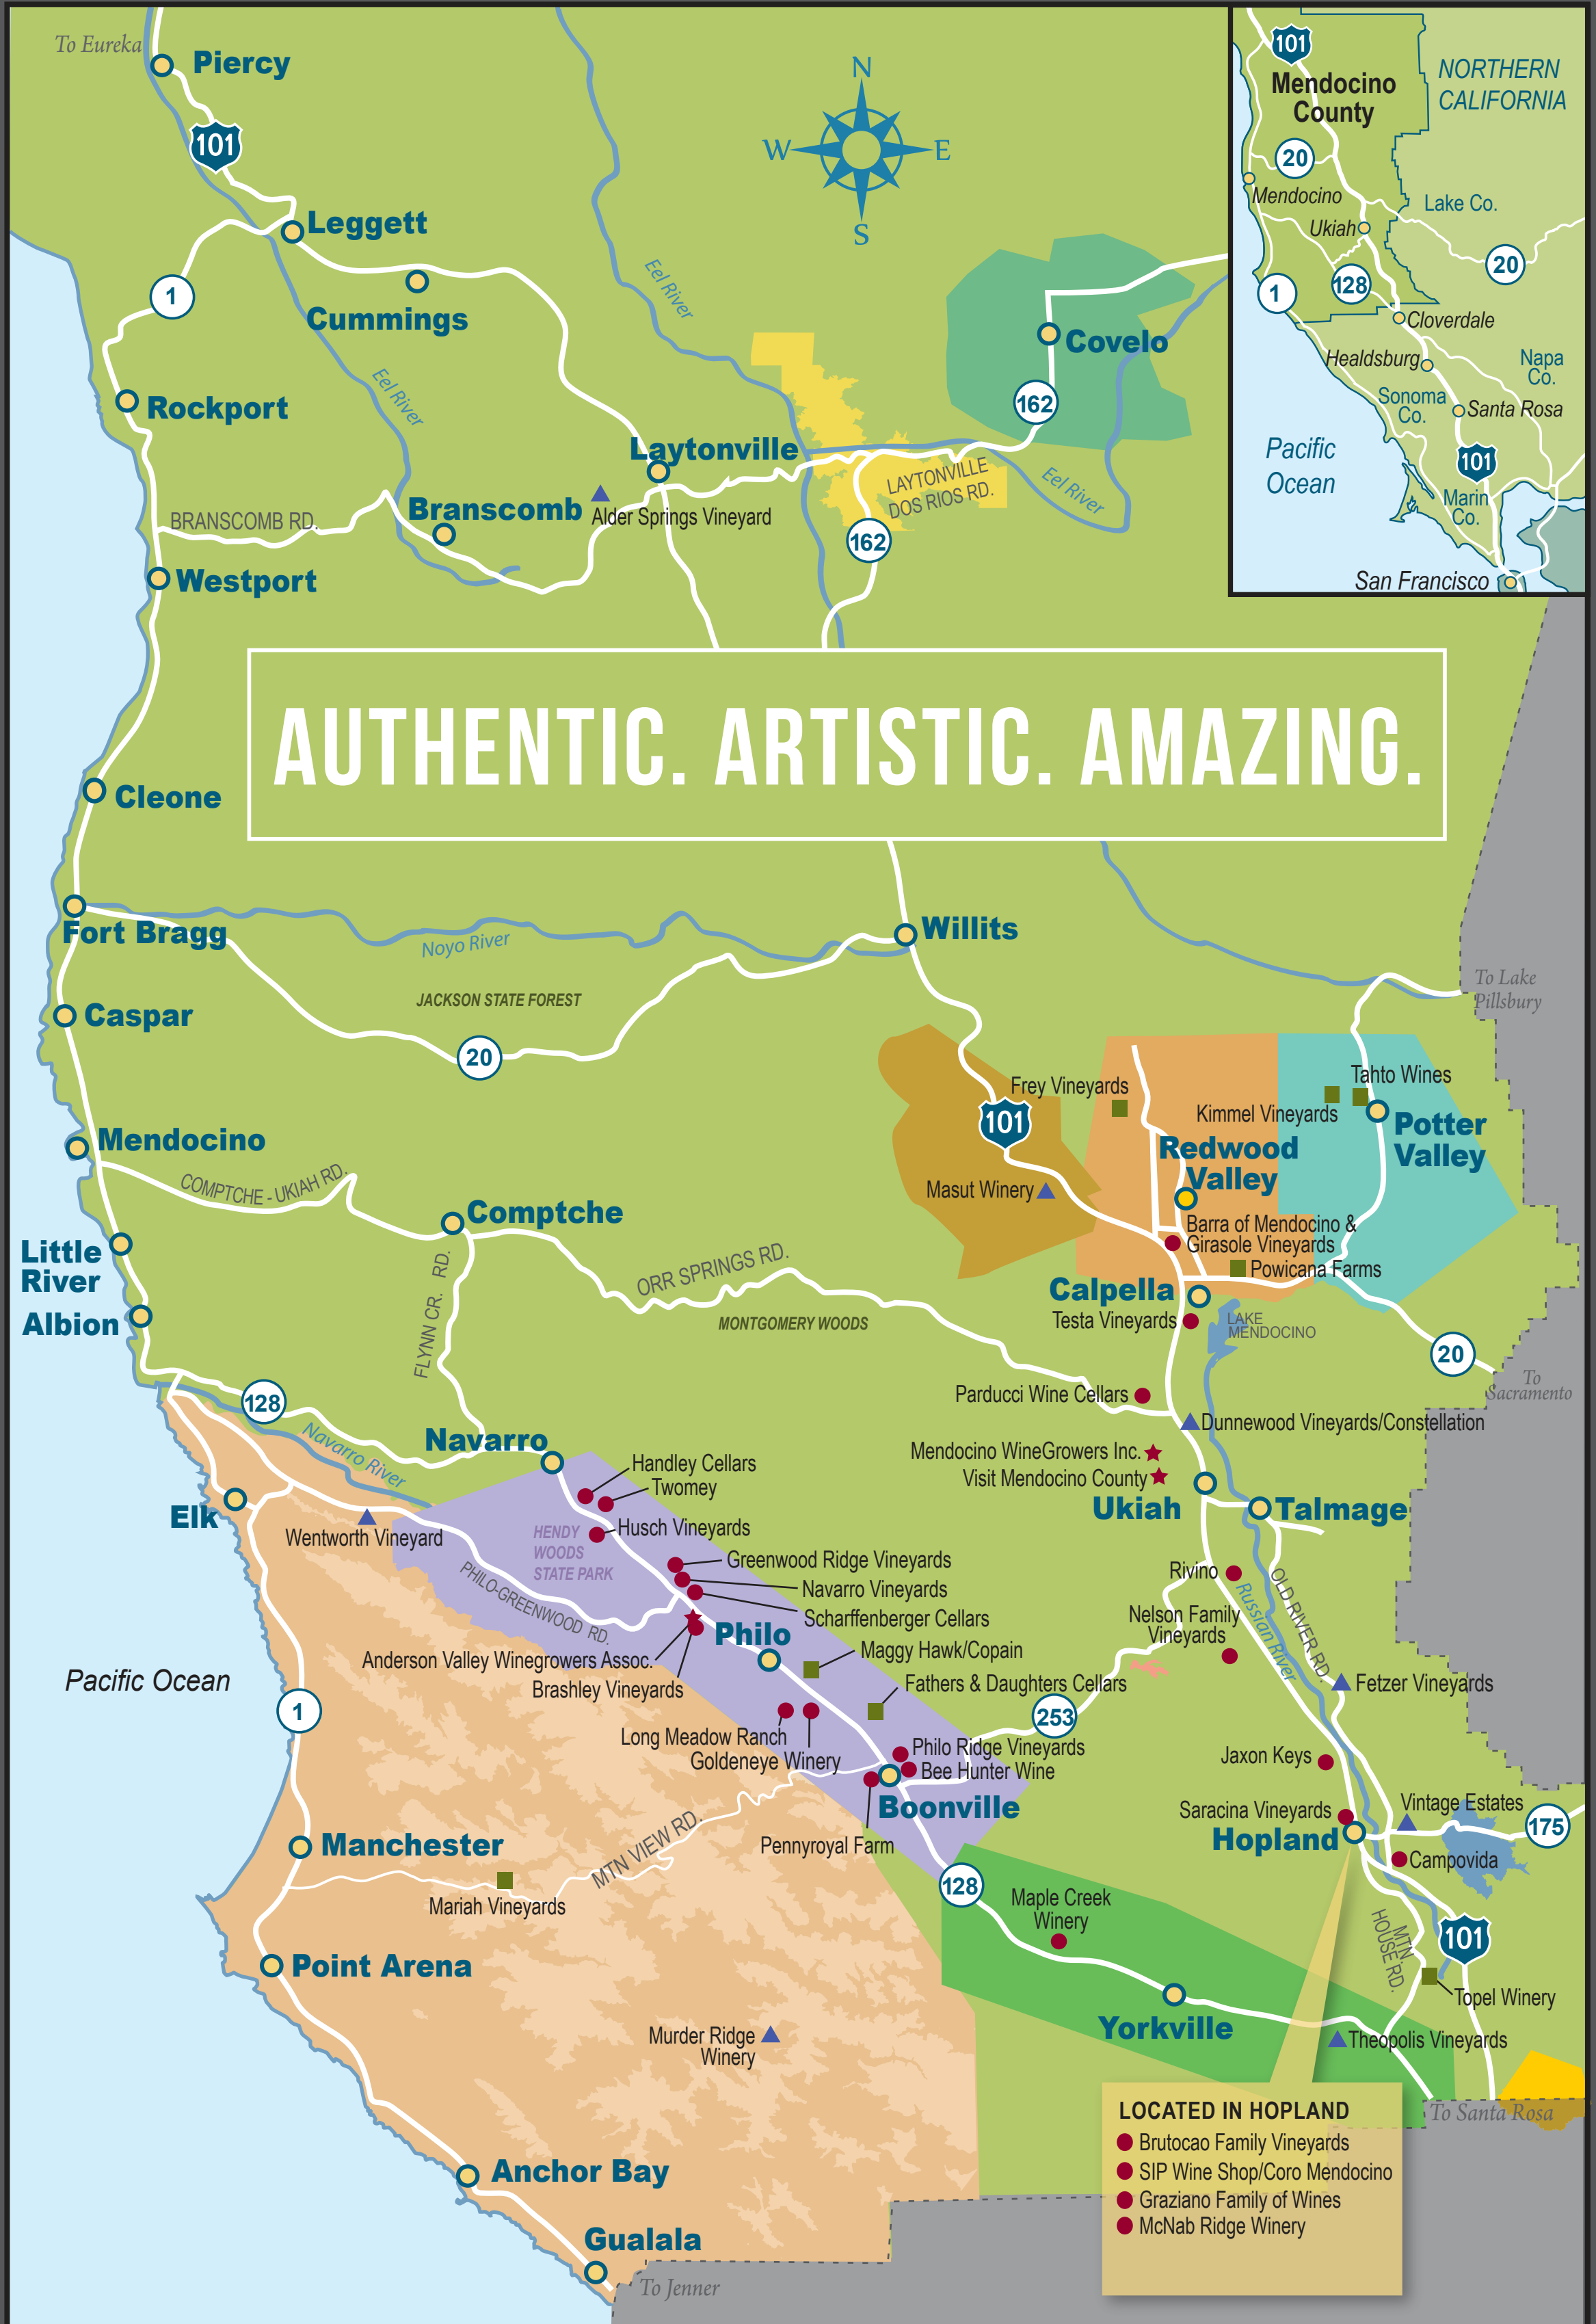 To Eureka
Piercy
101
Leggett
1
Cummings
Rockport
Eel River
Eel River
N
W
E
S
Covelo
162
Laytonville
LAYTONVILLE
DOS RIOS RD.
Eel River
Branscomb
Alder Springs Vineyard
BRANSCOMB RD.
162
Westport
101
Mendocino
County
NORTHERN
CALIFORNIA
20
Mendocino
Lake Co.
Ukiah
20
128
1
Cloverdale
Healdsburg
Napa
Co.
Sonoma
Co.
Santa Rosa
Pacific
Ocean
101
Marin
Co.
San Francisco
AUTHENTIC. ARTISTIC. AMAZING.
Cleone
Fort Bragg
Noyo River
Willits
To Lake
Pillsbury
JACKSON STATE FOREST
Caspar
20
Frey Vineyards
Tahto Wines
Kimmel Vineyards
101
Potter
Valley
Redwood
Valley
Mendocino
COMPTCHE - UKIAH RD.
Masut Winery
Comptche
Barra of Mendocino &
Girasole Vineyards
Powicana Farms
Little
River
Albion
FLYNN CR. RD.
ORR SPRINGS RD.
MONTGOMERY WOODS
Calpella
Testa Vineyards
LAKE
MENDOCINO
20
To
Sacramento
Parducci Wine Cellars
Dunnewood Vineyards/Constellation
128
Navarro River
Navarro
Mendocino WineGrowers Inc.
Visit Mendocino County
Handley Cellars
Twomey
Ukiah
Talmage
Elk
Wentworth Vineyard
HENDY
WOODS
STATE PARK
Husch Vineyards
Greenwood Ridge Vineyards
Navarro Vineyards
Scharffenberger Cellars
PHILO-GREENWOOD RD.
Rivino
Russian River
OLD RIVER RD.
Nelson Family
Vineyards
Philo
Anderson Valley Winegrowers Assoc.
Brashley Vineyards
Maggy Hawk/Copain
Fathers & Daughters Cellars
Fetzer Vineyards
Pacific Ocean
1
253
Long Meadow Ranch
Goldeneye Winery
Philo Ridge Vineyards
Bee Hunter Wine
Jaxon Keys
Boonville
Saracina Vineyards
Vintage Estates
175
Hopland
Manchester
MTN VIEW RD.
Pennyroyal Farm
Campovida
Mariah Vineyards
128
Maple Creek
Winery
MTN.
HOUSE RD.
101
Point Arena
Topel Winery
Yorkville
Theopolis Vineyards
Murder Ridge
Winery
LOCATED IN HOPLAND
Brutocao Family Vineyards
SIP Wine Shop/Coro Mendocino
Graziano Family of Wines
McNab Ridge Winery
To Santa Rosa
Anchor Bay
Gualala
To Jenner